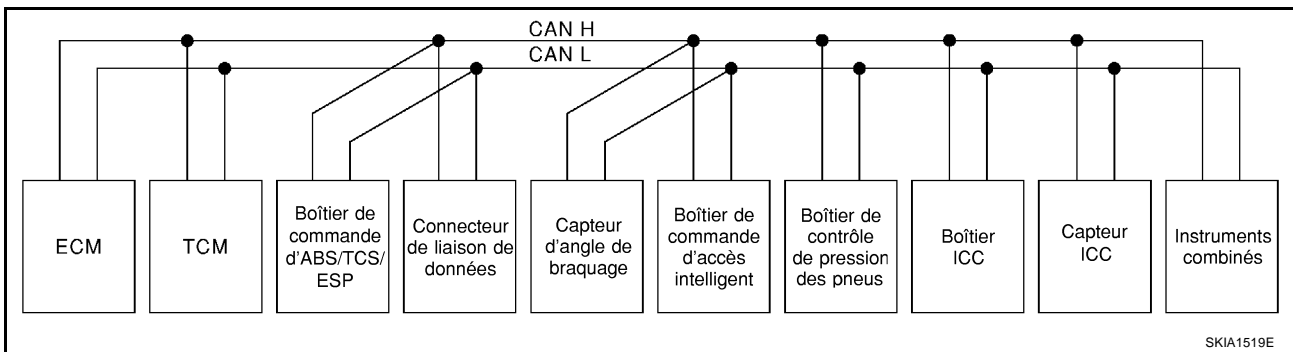 CAN H
CAN L
ECM
TCM
Boîtier de
commande
d'ABS/TCS/
ESP
Connecteur
de liaison de
données
Capteur
d'angle de
braquage
Boîtier de
commande
d'accès
intelligent
Boîtier de
contrôle
de pression
des pneus
Boîtier
ICC
Capteur
ICC
Instruments
combinés
SKIA1519E